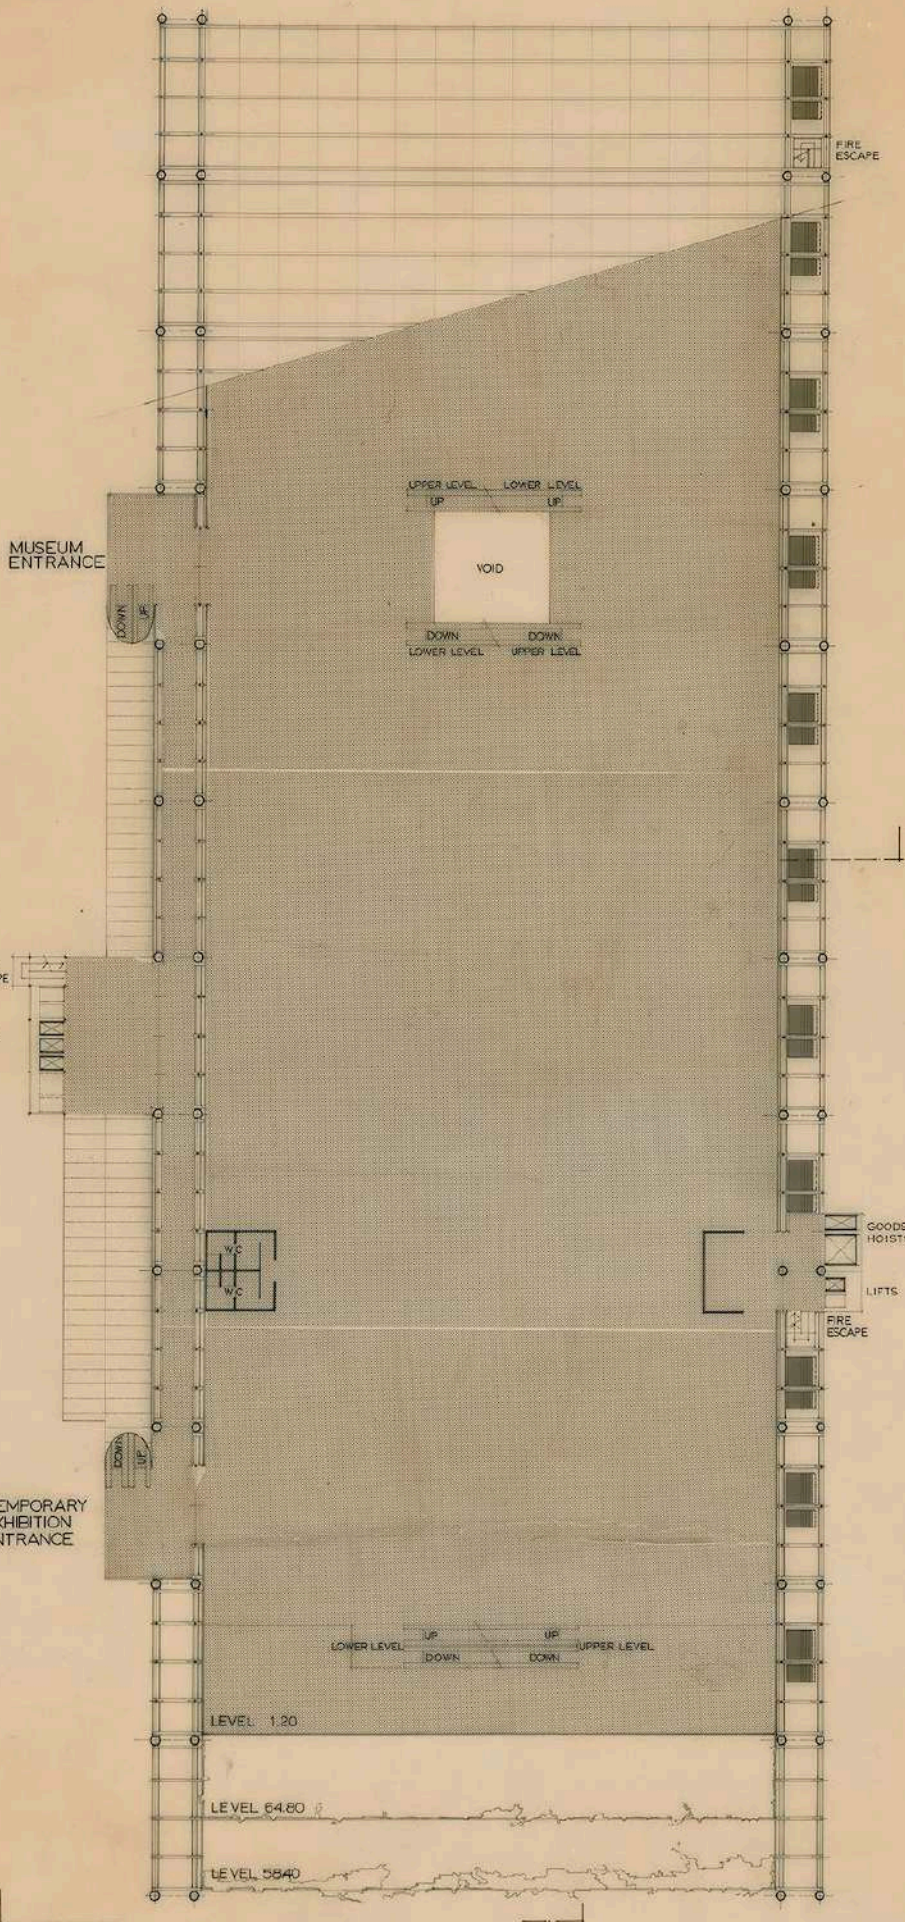 FIRE
ESCAPE
UPPER LEVEL LOWER LEVEL
UP UP
MUSEUM
ENTRANCE
VOID
DOWN UP
DOWN DOWN
LOWER LEVEL UPPER LEVEL
PE
GOODS
HOISTS
WC
WC
LIFTS
FIRE
ESCAPE
DOWN UP
EMPORARY
XHIBITION
NTRANCE
UP UP
LOWER LEVEL UPPER LEVEL
DOWN DOWN
LEVEL 1.20
LEVEL 64.80
LEVEL 58.40